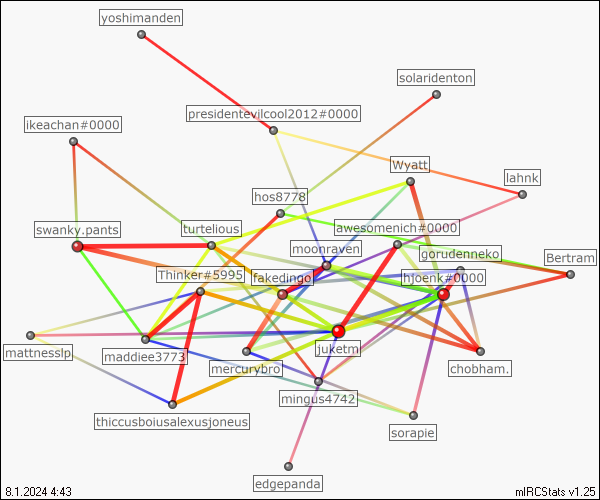 yoshimanden
solaridenton
presidentevilcool2012#0000
ikeachan#0000
Wyatt
lahnk
hos8778
swanky.pants
turtelious
awesomenich#0000
moonraven
gorudenneko
Bertram
Thinker#5995
fakedingo
hjoenk#0000
mattnesslp
maddiee3773
juketm
mercurybro
chobham.
mingus4742
thiccusboiusalexusjoneus
sorapie
edgepanda
8.1.2024 4:43
mIRCStats v1.25